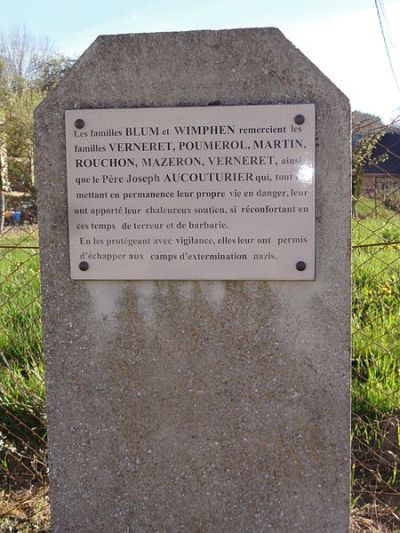 Les familles BLUM et WIMPHEN remercient les
familles VERNERET, POUMEROL, MARTIN,
ROUCHON, MAZERON, VERNERET, ainsi
que le Père Joseph AUCOUTURIER qui, tout
mettant en permanence leur propre vie en danger, leur
ont apporté leur chaleureux soutien, si réconfortant en
ces temps de terreur et de barbarie.
En les protégeant avec vigilance, elles leur ont permis
d'échapper aux camps d'extermination nazis.